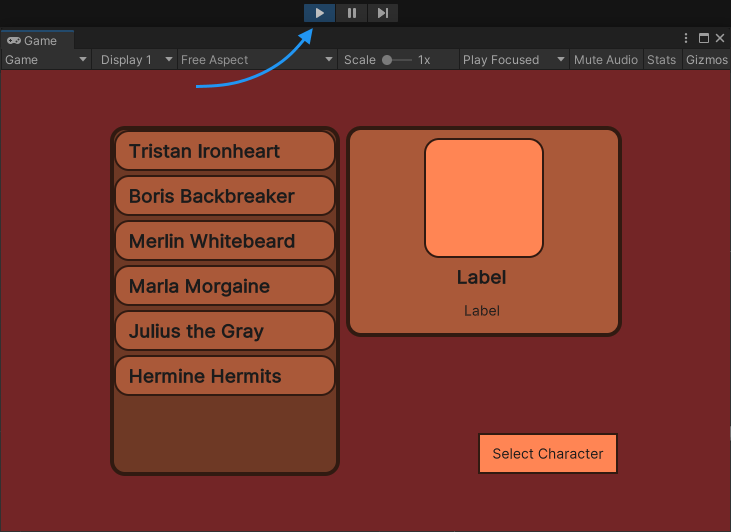 Game
Game Display 1 Free Aspect Scale 1x Play Focused Mute Audio Stats Gizmos
Tristan Ironheart
Boris Backbreaker
Merlin Whitebeard
Marla Morgaine
Julius the Gray
Hermine Hermits
Label
Label
Select Character